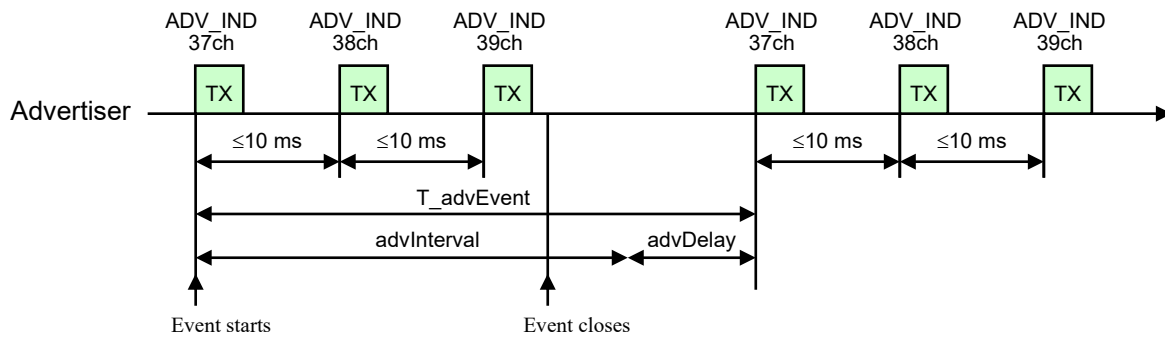 ADV_IND ADV_IND ADV_IND ADV_IND ADV_IND ADV_IND
37ch 38ch 39ch 37ch 38ch 39ch
TX TX TX TX TX TX
Advertiser
≤10 ms ≤10 ms ≤10 ms ≤10 ms
T_advEvent
advInterval advDelay
Event starts Event closes